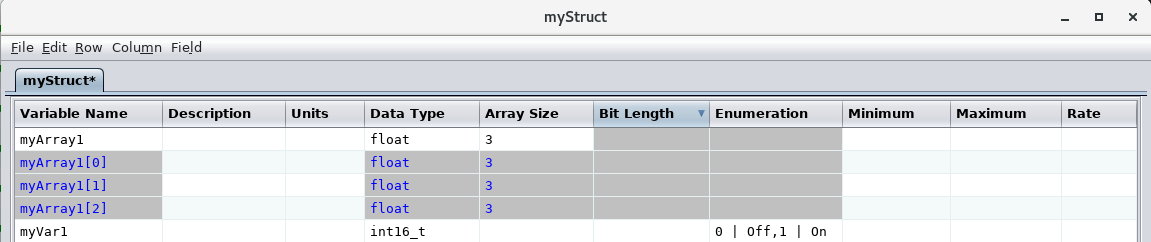 myStruct
File Edit Row Column Field
myStruct*
Variable Name Description Units Data Type Array Size Bit Length Enumeration Minimum Maximum Rate
myArray1 float 3
myArray1[0] float 3
myArray1[1] float 3
myArray1[2] float 3
myVar1 int16_t 0 | Off,1 | On